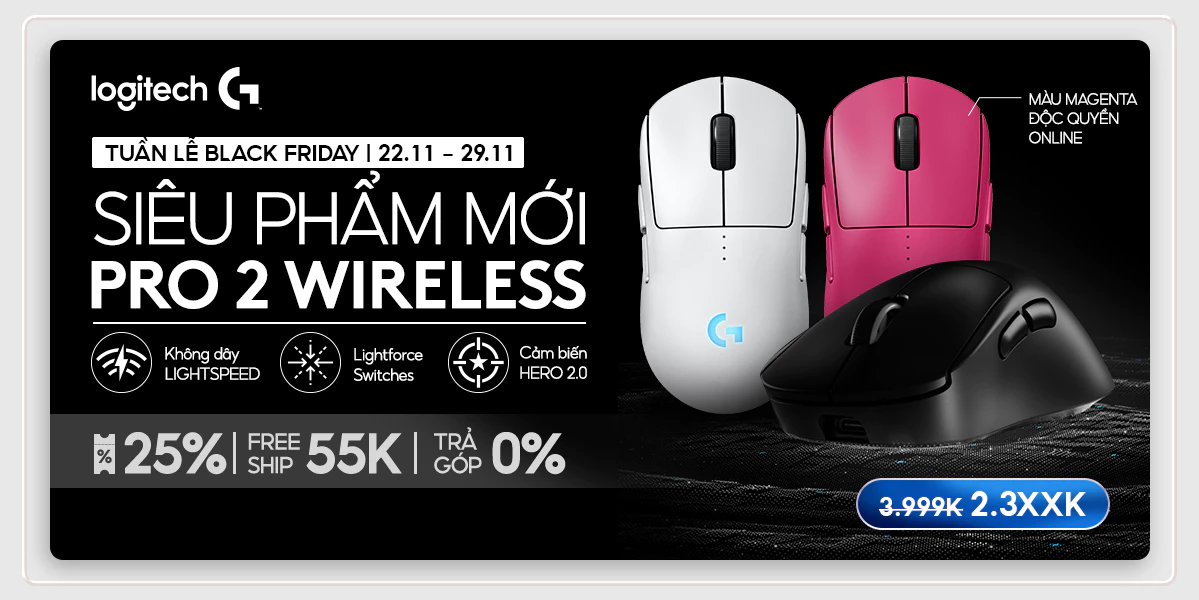 logitech G
TUẦN LỄ BLACK FRIDAY | 22.11 – 29.11
SIÊU PHẨM MỚI
PRO 2 WIRELESS
Không dây
LIGHTSPEED
Lightforce
Switches
Cảm biến
HERO 2.0
% 25%
FREE
SHIP
55K
TRẢ
GÓP
0%
MÀU MAGENTA
ĐỘC QUYỀN
ONLINE
G
3.999K 2.3XXK